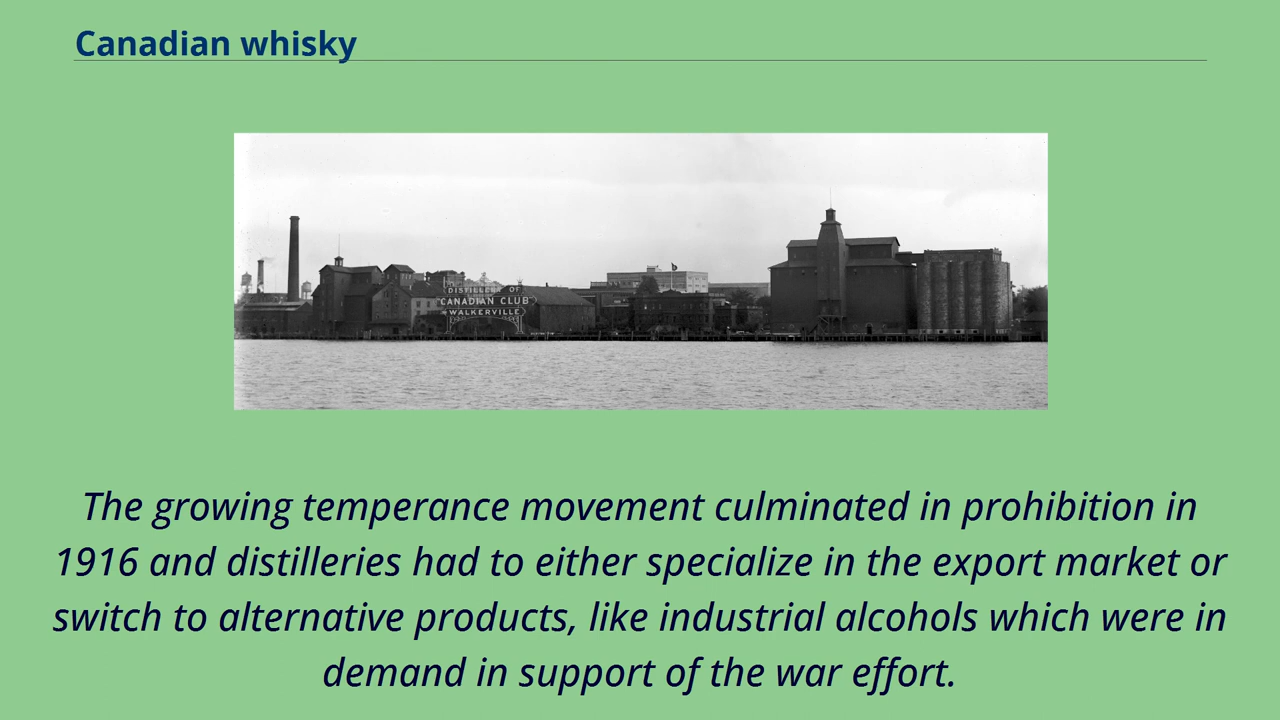 Canadian whisky
DISTILLERY OF
"CANADIAN CLUB"
WALKERVILLE
The growing temperance movement culminated in prohibition in
1916 and distilleries had to either specialize in the export market or
switch to alternative products, like industrial alcohols which were in
demand in support of the war effort.